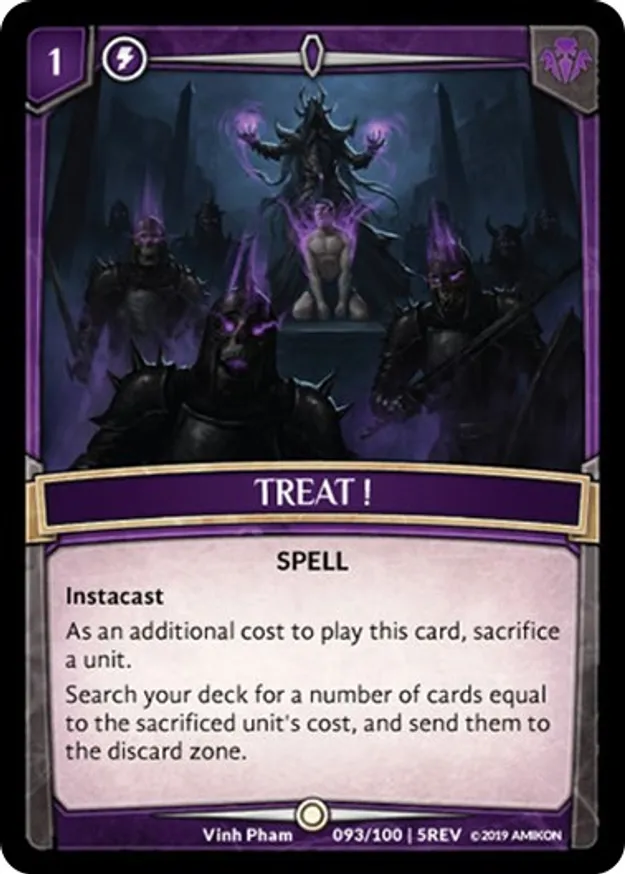 1
TREAT !
SPELL
Instacast
As an additional cost to play this card, sacrifice
a unit.
Search your deck for a number of cards equal
to the sacrificed unit's cost, and send them to
the discard zone.
Vinh Pham 093/100 | 5REV ©2019 AMIKON